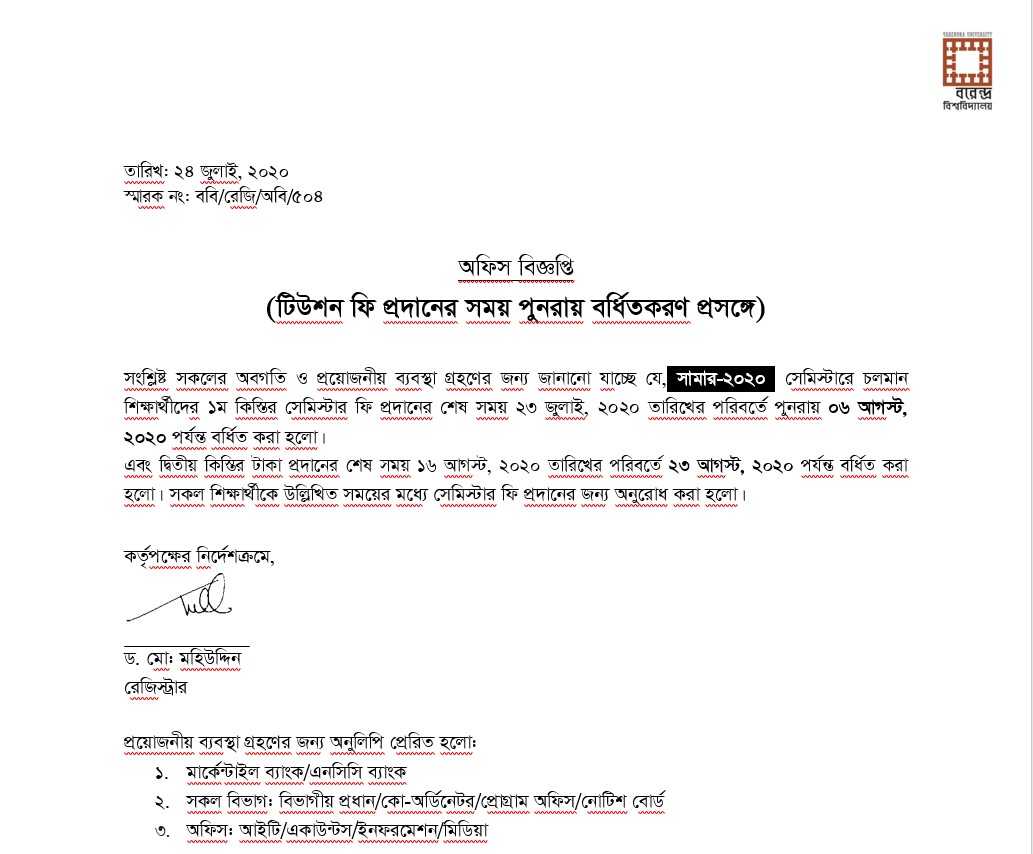 VARENDRA UNIVERSITY
বরেন্দ্র
বিশ্ববিদ্যালয়
তারিখ: ২৪ জুলাই, ২০২০
স্মারক নং: ববি/রেজি/অবি/৫০৪
অফিস বিজ্ঞপ্তি
(টিউশন ফি প্রদানের সময় পুনরায় বর্ধিতকরণ প্রসঙ্গে)
সংশ্লিষ্ট সকলের অবগতি ও প্রয়োজনীয় ব্যবস্থা গ্রহণের জন্য জানানো যাচ্ছে যে, সামার-২০২০ সেমিস্টারে চলমান
শিক্ষার্থীদের ১ম কিস্তির সেমিস্টার ফি প্রদানের শেষ সময় ২৩ জুলাই, ২০২০ তারিখের পরিবর্তে পুনরায় ০৬ আগস্ট,
২০২০ পর্যন্ত বর্ধিত করা হলো।
এবং দ্বিতীয় কিস্তির টাকা প্রদানের শেষ সময় ১৬ আগস্ট, ২০২০ তারিখের পরিবর্তে ২৩ আগস্ট, ২০২০ পর্যন্ত বর্ধিত করা
হলো। সকল শিক্ষার্থীকে উল্লিখিত সময়ের মধ্যে সেমিস্টার ফি প্রদানের জন্য অনুরোধ করা হলো।
কর্তৃপক্ষের নির্দেশক্রমে,
ড. মো: মহিউদ্দিন
রেজিস্ট্রার
প্রয়োজনীয় ব্যবস্থা গ্রহণের জন্য অনুলিপি প্রেরিত হলো:
১. মার্কেন্টাইল ব্যাংক/এনসিসি ব্যাংক
২. সকল বিভাগ: বিভাগীয় প্রধান/কো-অর্ডিনেটর/প্রোগ্রাম অফিস/নোটিশ বোর্ড
৩. অফিস: আইটি/একাউন্টস/ইনফরমেশন/মিডিয়া